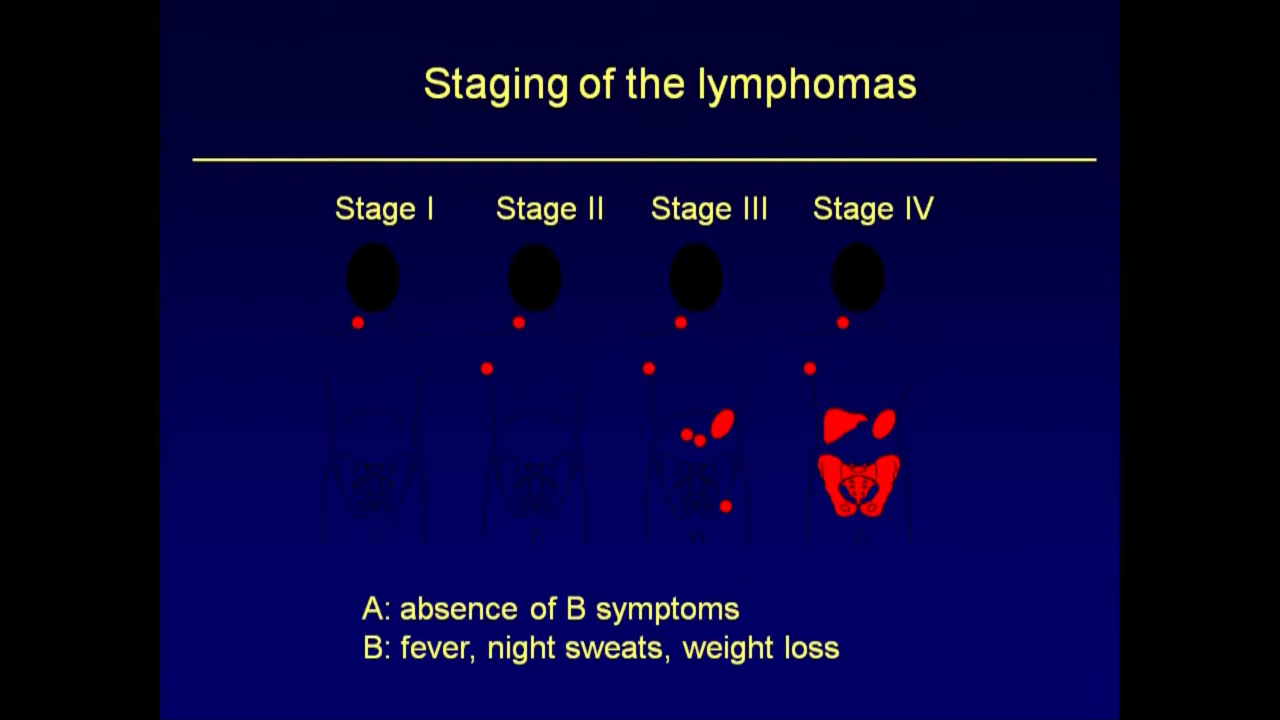 Staging of the lymphomas
Stage I Stage II Stage III Stage IV
A: absence of B symptoms
B: fever, night sweats, weight loss